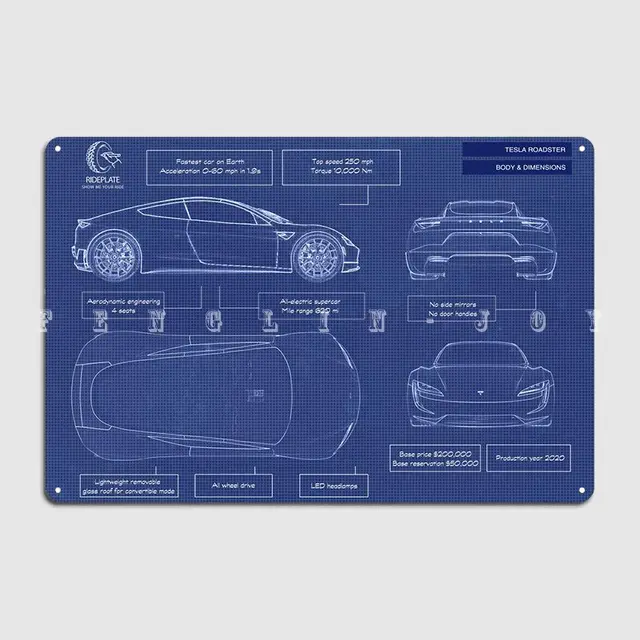 RIDEPLATE
SHOW ME YOUR RIDE
Fastest car on Earth
Acceleration 0-60 mph in 1.9s
Top speed 250 mph
Torque 10,000 Nm
TESLA ROADSTER
BODY & DIMENSIONS
TESLA
Aerodynamic engineering
4 seats
All-electric supercar
Mile range 620 mi
No side mirrors
No door handles
FENGLIN JOY
Base price $200,000
Base reservation $50,000
Production year 2020
Lightweight removable
glass roof for convertible mode
All wheel drive
LED headlamps